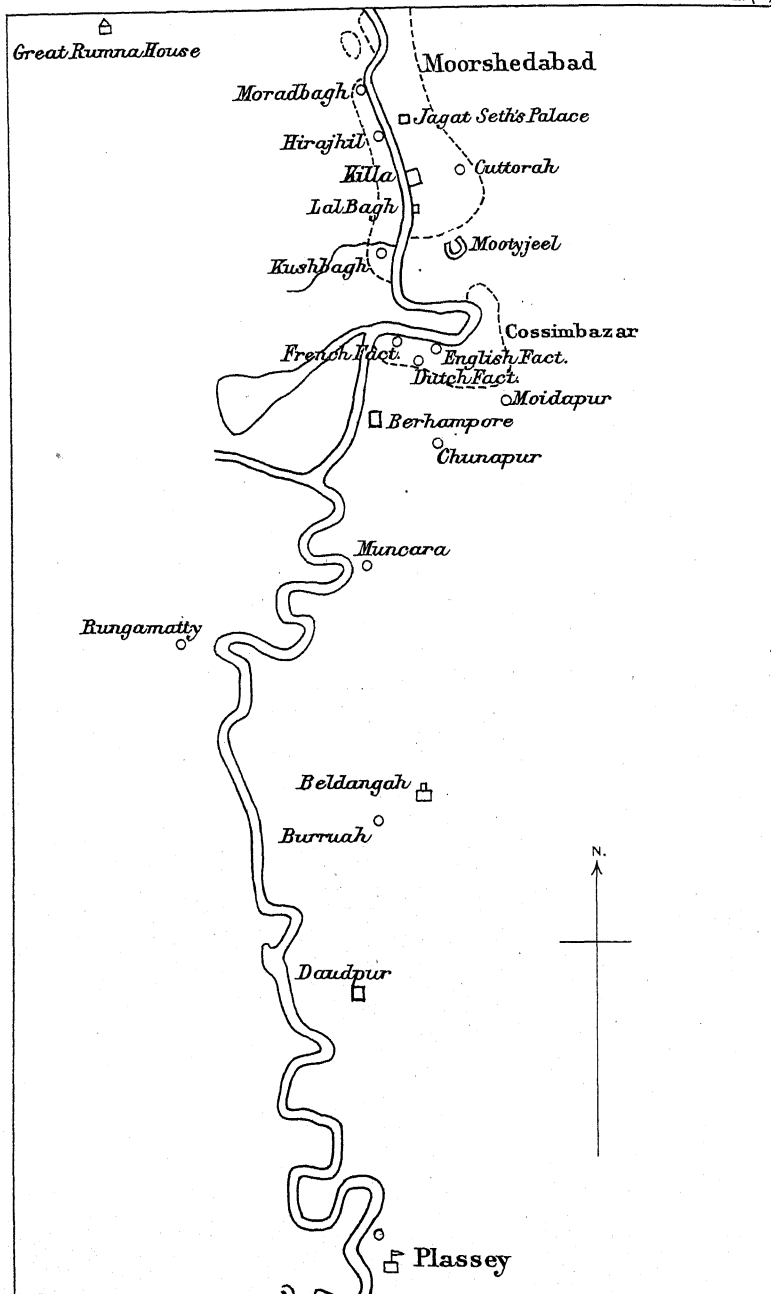 Great Rumna House
Moorshedabad
Moradbagh
Jagat Seth's Palace
Hirajhil
Cuttorah
Killa
Lal Bagh
Mootyjeel
Kushbagh
Cossimbazar
French Fact.
English Fact.
Dutch Fact.
Moidapur
Berhampore
Chunapur
Muncara
Rungamatty
Beldangah
Burruah
N.
Daudpur
Plassey